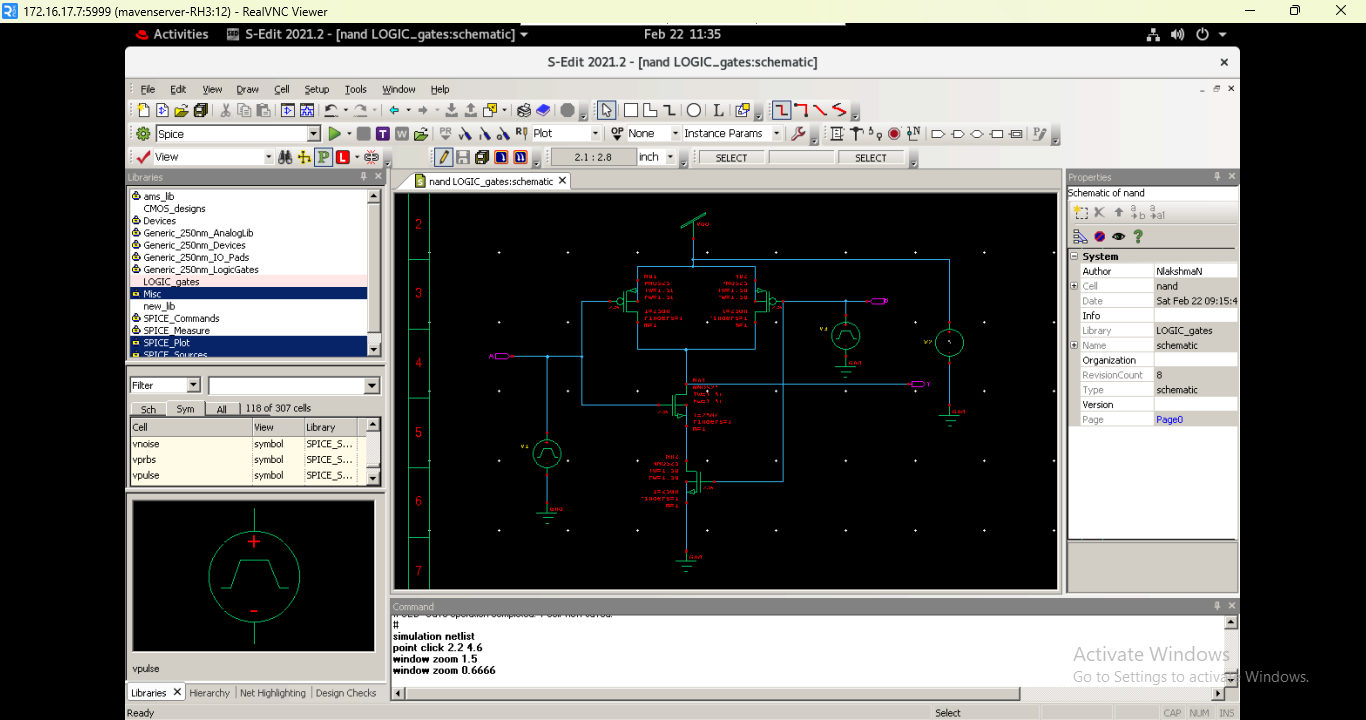 172.16.17.7:5999 (mavenserver-RH3:12) - RealVNC Viewer
Activities
S-Edit 2021.2 - [nand LOGIC_gates:schematic]
Feb 22 11:35
S-Edit 2021.2 - [nand LOGIC_gates:schematic]
File Edit View Draw Cell Setup Tools Window Help
Spice
Plot
None
Instance Params
View
2.1 : 2.8
inch
SELECT
SELECT
Libraries
ams_lib
CMOS_designs
Devices
Generic_250nm_AnalogLib
Generic_250nm_Devices
Generic_250nm_IO_Pads
Generic_250nm_LogicGates
LOGIC_gates
Misc
new_lib
SPICE_Commands
SPICE_Measure
SPICE_Plot
SPICE_Sources
Filter
Sch Sym All 118 of 307 cells
Cell View Library
vnoise symbol SPICE_S...
vprbs symbol SPICE_S...
vpulse symbol SPICE_S...
vpulse
Libraries Hierarchy Net Highlighting Design Checks
nand LOGIC_gates:schematic
2
3
4
5
6
7
Command
#
simulation netlist
point click 2.2 4.6
window zoom 1.5
window zoom 0.6666
Properties
Schematic of nand
System
Author NlakshmaN
Cell nand
Date Sat Feb 22 09:15:4
Info
Library LOGIC_gates
Name schematic
Organization
RevisionCount 8
Type schematic
Version
Page Page0
Activate Windows
Go to Settings to activate Windows.
Ready
Select
CAP NUM INS